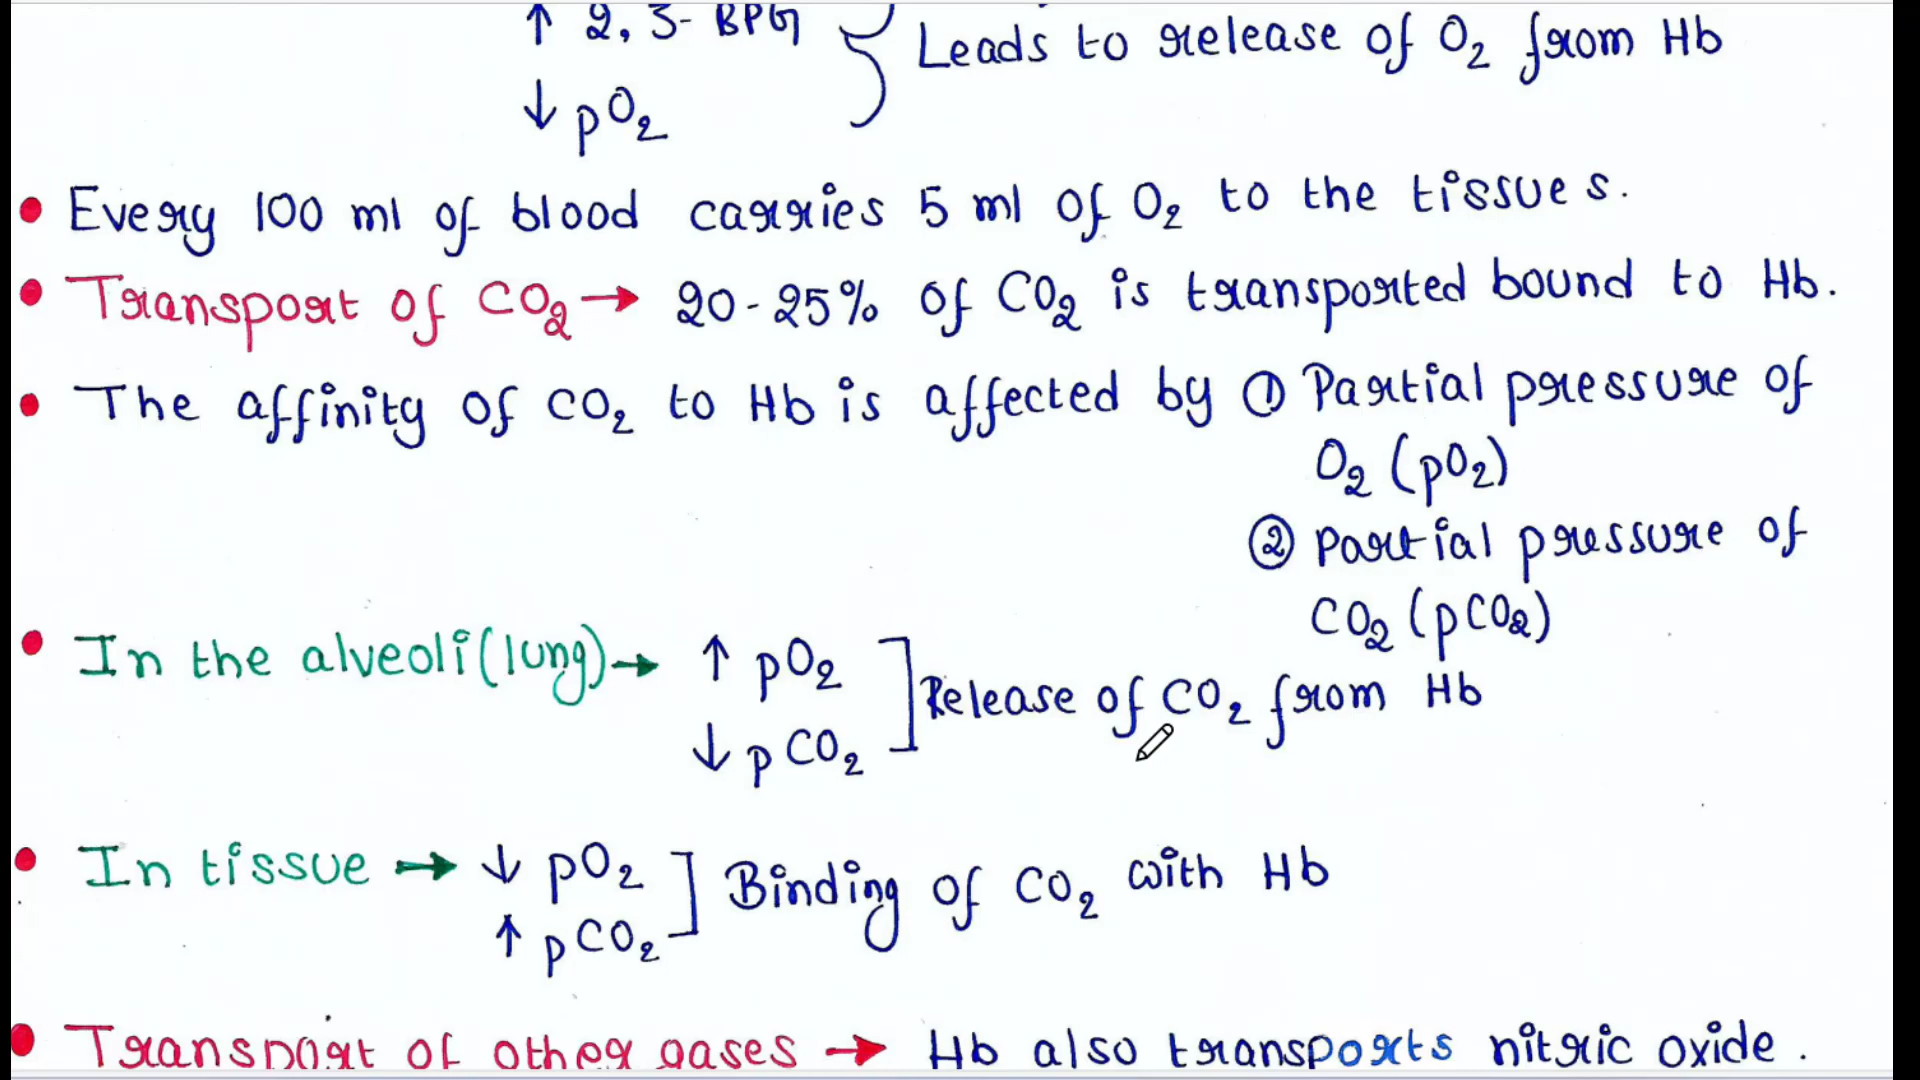 ↑ 2,3-BPG
Leads to release of O₂ from Hb
↓ pO₂
• Every 100 ml of blood carries 5 ml of O₂ to the tissues.
• Transport of CO₂ → 20-25% of CO₂ is transported bound to Hb.
• The affinity of CO₂ to Hb is affected by ① Partial pressure of
O₂ (pO₂)
② Partial pressure of
CO₂ (pCO₂)
• In the alveoli (lung) → ↑ pO₂
↓ pCO₂
] Release of CO₂ from Hb
• In tissue → ↓ pO₂
↑ pCO₂
] Binding of CO₂ with Hb
• Transport of other gases → Hb also transports nitric oxide.